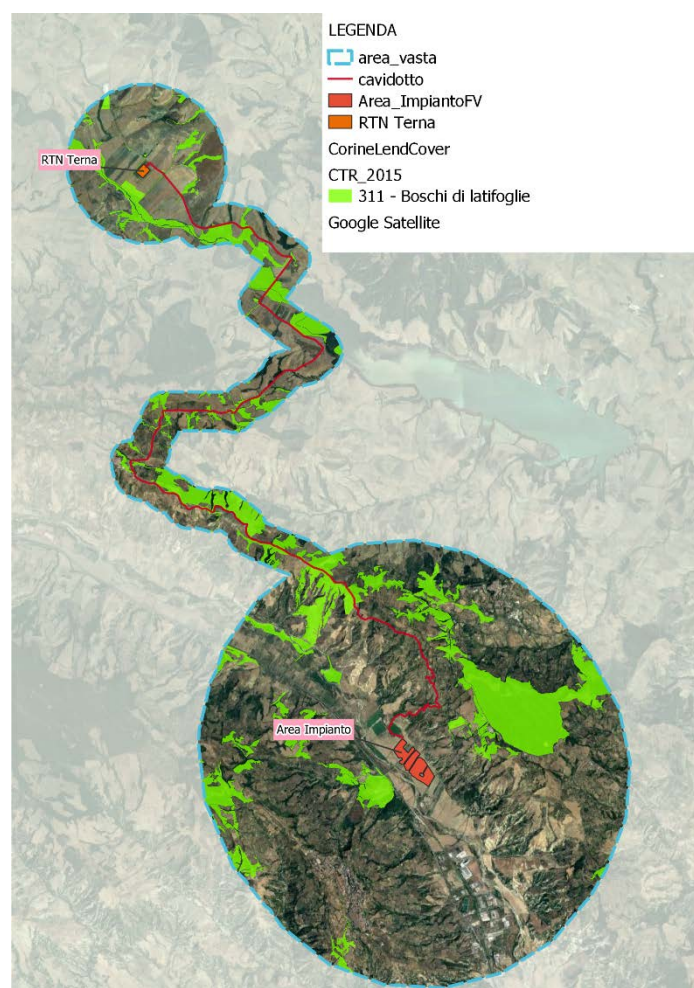 LEGENDA
area_vasta
cavidotto
Area_ImpiantoFV
RTN Terna
CorineLendCover
CTR_2015
311 - Boschi di latifoglie
Google Satellite
RTN Terna
Area Impianto